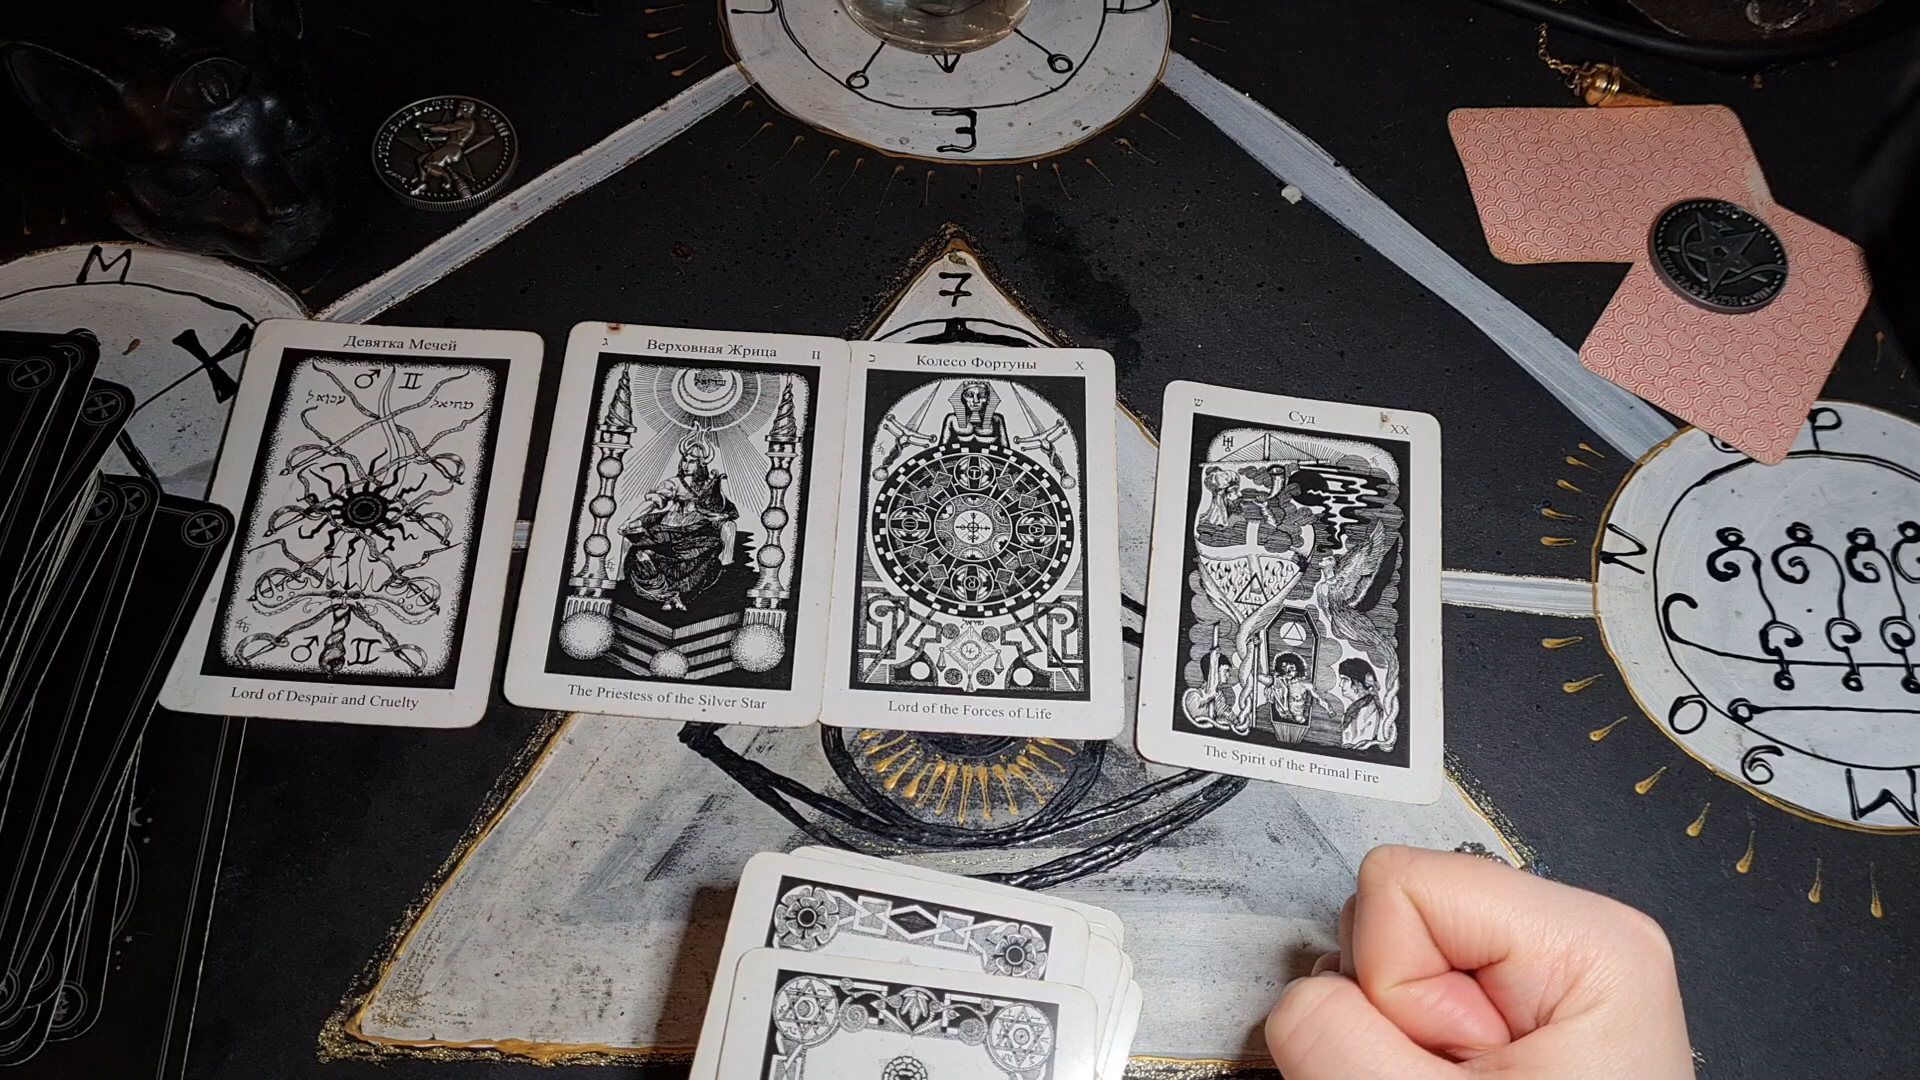 E
7
M
N
P
C
O
6
M
Девятка Мечей
♂ ♊
♂ ♊
Lord of Despair and Cruelty
ג Верховная Жрица II
The Priestess of the Silver Star
כ Колесо Фортуны X
Lord of the Forces of Life
ש Суд XX
The Spirit of the Primal Fire